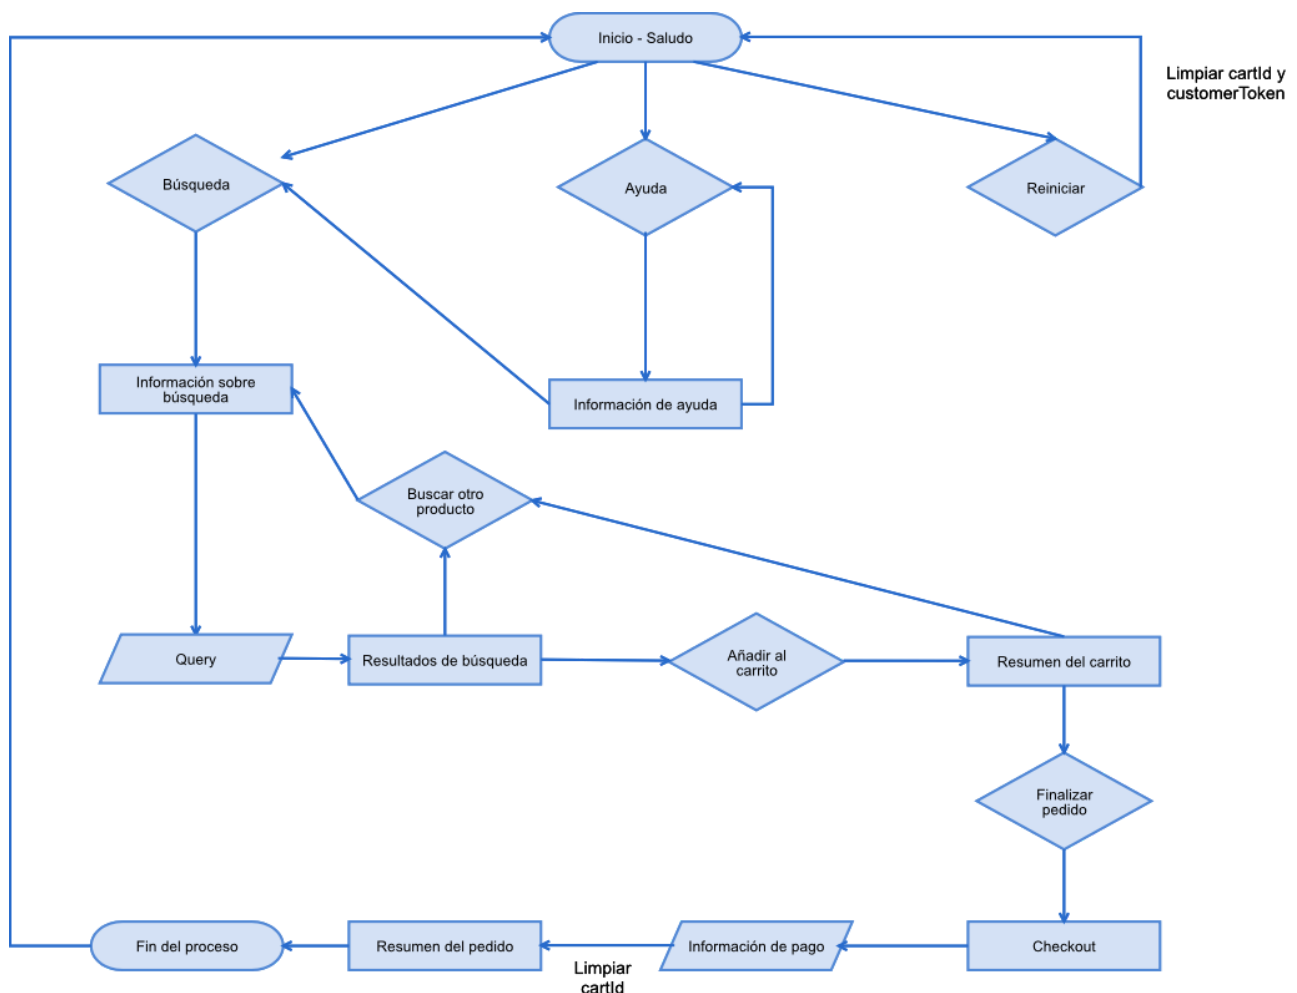 Inicio - Saludo
Limpiar cartId y
customerToken
Búsqueda
Ayuda
Reiniciar
Información sobre
búsqueda
Información de ayuda
Buscar otro
producto
Query
Resultados de búsqueda
Añadir al
carrito
Resumen del carrito
Finalizar
pedido
Fin del proceso
Resumen del pedido
Información de pago
Checkout
Limpiar
cartId